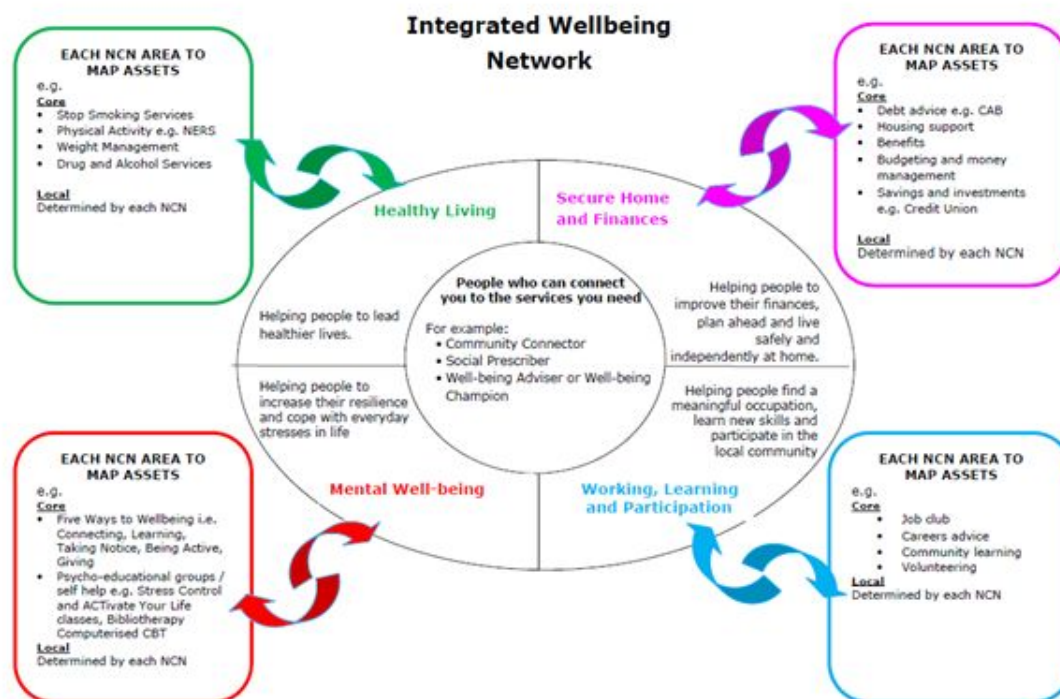 Integrated Wellbeing
Network
EACH NCN AREA TO
MAP ASSETS
e.g.
Core
• Stop Smoking Services
• Physical Activity e.g. NERS
• Weight Management
• Drug and Alcohol Services
Local
Determined by each NCN
EACH NCN AREA TO
MAP ASSETS
e.g.
Core
• Debt advice e.g. CAB
• Housing support
• Benefits
• Budgeting and money
management
• Savings and investments
e.g. Credit Union
Local
Determined by each NCN
Healthy Living
Secure Home
and Finances
Helping people to lead
healthier lives.
People who can connect
you to the services you need
For example:
• Community Connector
• Social Prescriber
• Well-being Adviser or Well-being
Champion
Helping people to
improve their finances,
plan ahead and live
safely and
independently at home.
Helping people to
increase their resilience
and cope with everyday
stresses in life
Helping people find a
meaningful occupation,
learn new skills and
participate in the
local community
Mental Well-being
Working, Learning
and Participation
EACH NCN AREA TO
MAP ASSETS
e.g.
Core
• Five Ways to Wellbeing i.e.
Connecting, Learning,
Taking Notice, Being Active,
Giving
• Psycho-educational groups /
self help e.g. Stress Control
and ACTivate Your Life
classes, Bibliotherapy
Computerised CBT
Local
Determined by each NCN
EACH NCN AREA TO
MAP ASSETS
e.g.
Core
• Job club
• Careers advice
• Community learning
• Volunteering
Local
Determined by each NCN